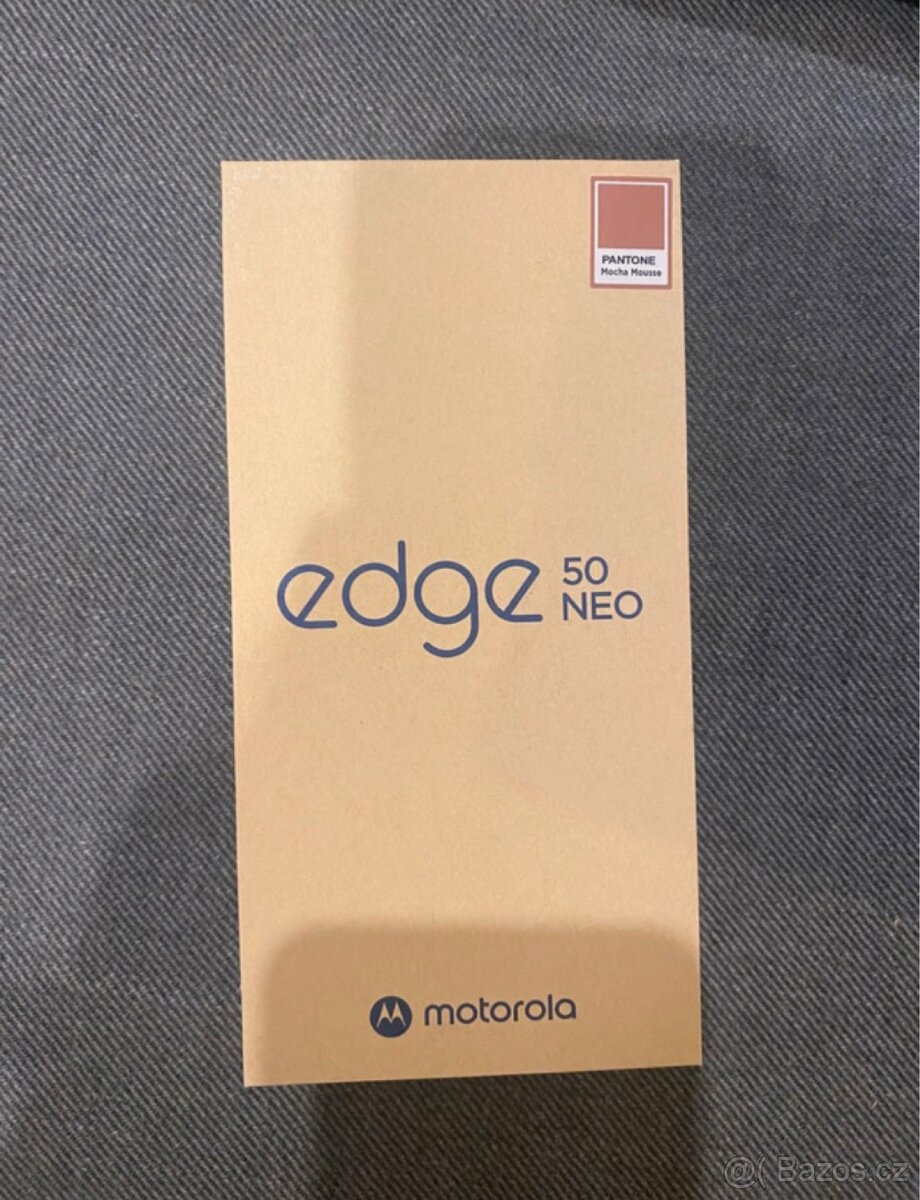 PANTONE
Mocha Mousse
edge 50 NEO
motorola
@( Bazos.cz